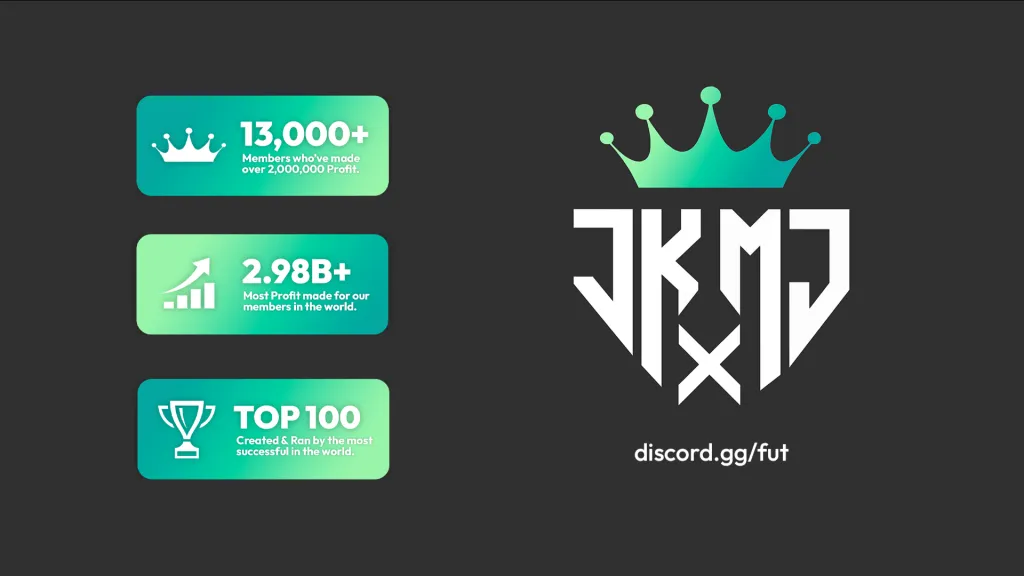 13,000+
Members who've made
over 2,000,000 Profit.
2.98B+
Most Profit made for our
members in the world.
TOP 100
Created & Ran by the most
successful in the world.
JKMJ
X
discord.gg/fut